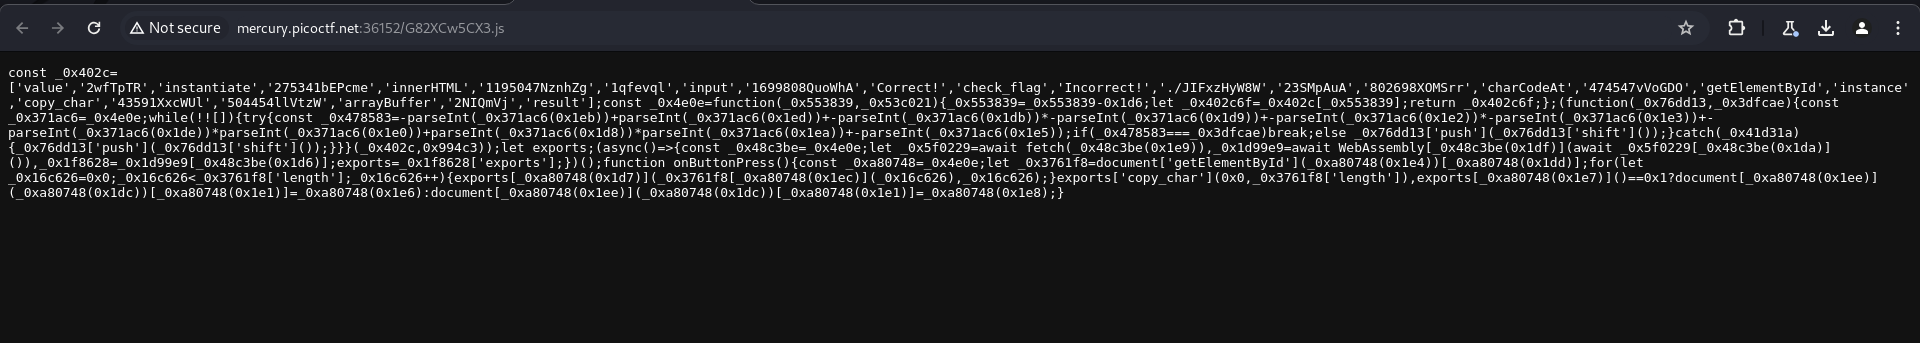 Not secure mercury.picoctf.net:36152/G82XCw5CX3.js
const _0x402c=
['value','2wfTpTR','instantiate','275341bEPcme','innerHTML','1195047NznhZg','1qfevql','input','1699808QuoWhA','Correct!','check_flag','Incorrect!','./JIFxzHyW8W','23SMpAuA','802698XOMSrr','charCodeAt','474547vVoGDO','getElementById','instance'
,'copy_char','43591XxcWUl','504454llVtzW','arrayBuffer','2NIQmVj','result'];const _0x4e0e=function(_0x553839,_0x53c021){_0x553839=_0x553839-0x1d6;let _0x402c6f=_0x402c[_0x553839];return _0x402c6f;};(function(_0x76dd13,_0x3dfcae){const
_0x371ac6=_0x4e0e;while(!![]){try{const _0x478583=-parseInt(_0x371ac6(0x1eb))+parseInt(_0x371ac6(0x1ed))+-parseInt(_0x371ac6(0x1db))*-parseInt(_0x371ac6(0x1d9))+-parseInt(_0x371ac6(0x1e2))*-parseInt(_0x371ac6(0x1e3))+-
parseInt(_0x371ac6(0x1de))*parseInt(_0x371ac6(0x1e0))+parseInt(_0x371ac6(0x1d8))*parseInt(_0x371ac6(0x1ea))+-parseInt(_0x371ac6(0x1e5));if(_0x478583===_0x3dfcae)break;else _0x76dd13['push'](_0x76dd13['shift']());}catch(_0x41d31a)
{_0x76dd13['push'](_0x76dd13['shift']());}}}(_0x402c,0x994c3));let exports;(async()=>{const _0x48c3be=_0x4e0e;let _0x5f0229=await fetch(_0x48c3be(0x1e9)),_0x1d99e9=await WebAssembly[_0x48c3be(0x1df)](await _0x5f0229[_0x48c3be(0x1da)]
()),_0x1f8628=_0x1d99e9[_0x48c3be(0x1d6)];exports=_0x1f8628['exports'];})();function onButtonPress(){const _0xa80748=_0x4e0e;let _0x3761f8=document['getElementById'](_0xa80748(0x1e4))[_0xa80748(0x1dd)];for(let
_0x16c626=0x0;_0x16c626<_0x3761f8['length'];_0x16c626++){exports[_0xa80748(0x1d7)](_0x3761f8[_0xa80748(0x1ec)](_0x16c626),_0x16c626);}exports['copy_char'](0x0,_0x3761f8['length']),exports[_0xa80748(0x1e7)]()==0x1?document[_0xa80748(0x1ee)]
(_0xa80748(0x1dc))[_0xa80748(0x1e1)]=_0xa80748(0x1e6):document[_0xa80748(0x1ee)](_0xa80748(0x1dc))[_0xa80748(0x1e1)]=_0xa80748(0x1e8);}